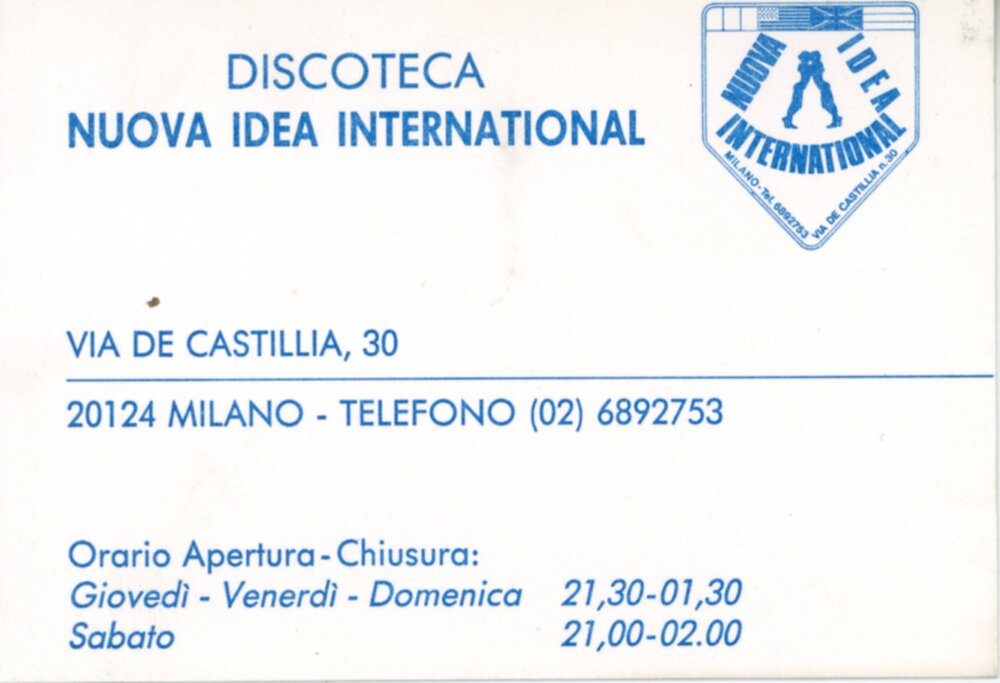 DISCOTECA
NUOVA IDEA INTERNATIONAL
NUOVA IDEA
INTERNATIONAL
MILANO - Tel. 6892753
VIA DE CASTILLIA n. 30
VIA DE CASTILLIA, 30
20124 MILANO - TELEFONO (02) 6892753
Orario Apertura - Chiusura:
Giovedì - Venerdì - Domenica 21,30-01,30
Sabato 21,00-02.00